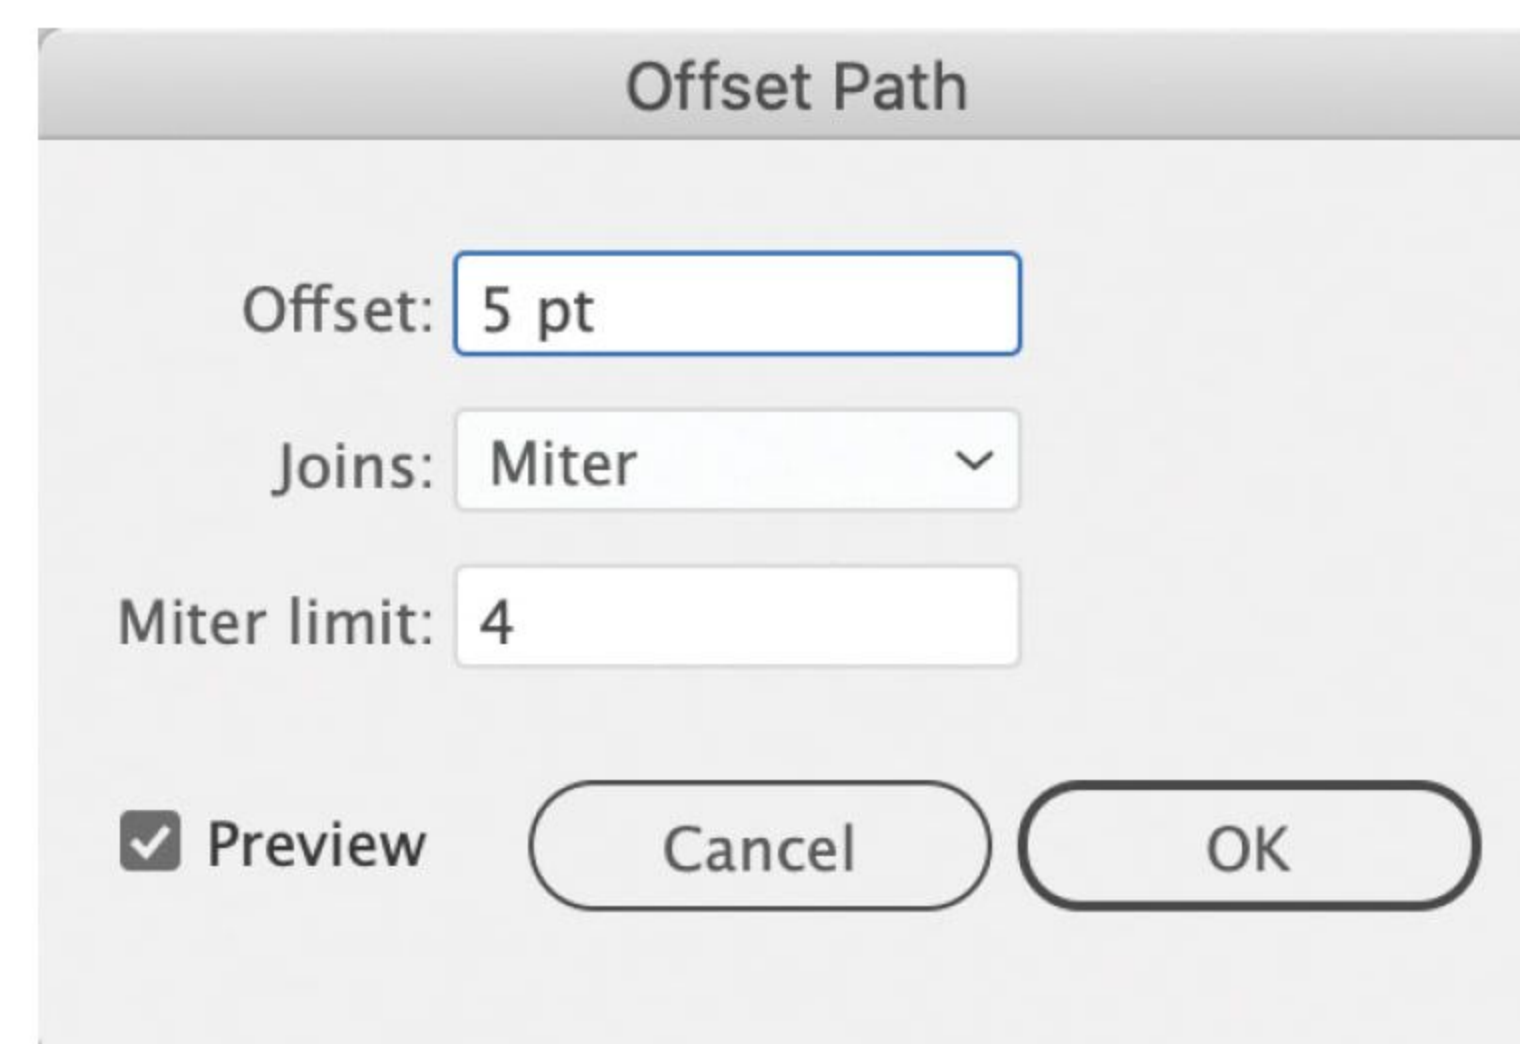 Offset Path
Offset: 5 pt
Joins: Miter
Miter limit: 4
Preview Cancel OK